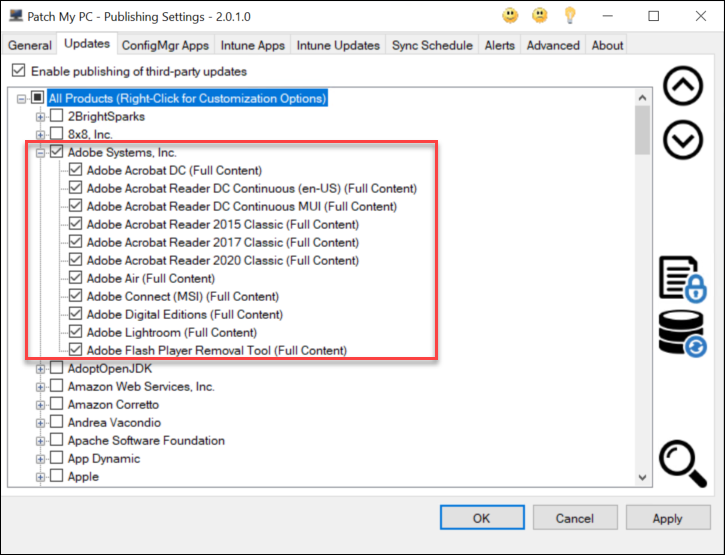 Patch My PC - Publishing Settings - 2.0.1.0
General Updates ConfigMgr Apps Intune Apps Intune Updates Sync Schedule Alerts Advanced About
Enable publishing of third-party updates
All Products (Right-Click for Customization Options)
2BrightSparks
8x8, Inc.
Adobe Systems, Inc.
Adobe Acrobat DC (Full Content)
Adobe Acrobat Reader DC Continuous (en-US) (Full Content)
Adobe Acrobat Reader DC Continuous MUI (Full Content)
Adobe Acrobat Reader 2015 Classic (Full Content)
Adobe Acrobat Reader 2017 Classic (Full Content)
Adobe Acrobat Reader 2020 Classic (Full Content)
Adobe Air (Full Content)
Adobe Connect (MSI) (Full Content)
Adobe Digital Editions (Full Content)
Adobe Lightroom (Full Content)
Adobe Flash Player Removal Tool (Full Content)
AdoptOpenJDK
Amazon Web Services, Inc.
Amazon Corretto
Andrea Vacondio
Apache Software Foundation
App Dynamic
Apple
OK Cancel Apply